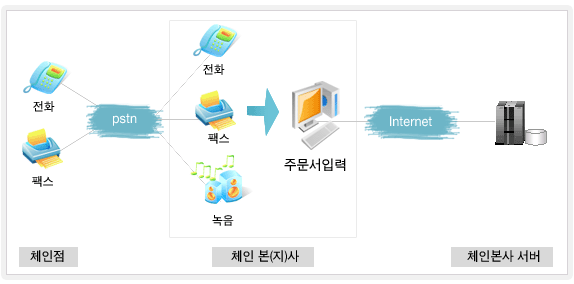 전화
팩스
pstn
전화
팩스
녹음
주문서입력
Internet
체인점
체인 본(지)사
체인본사 서버